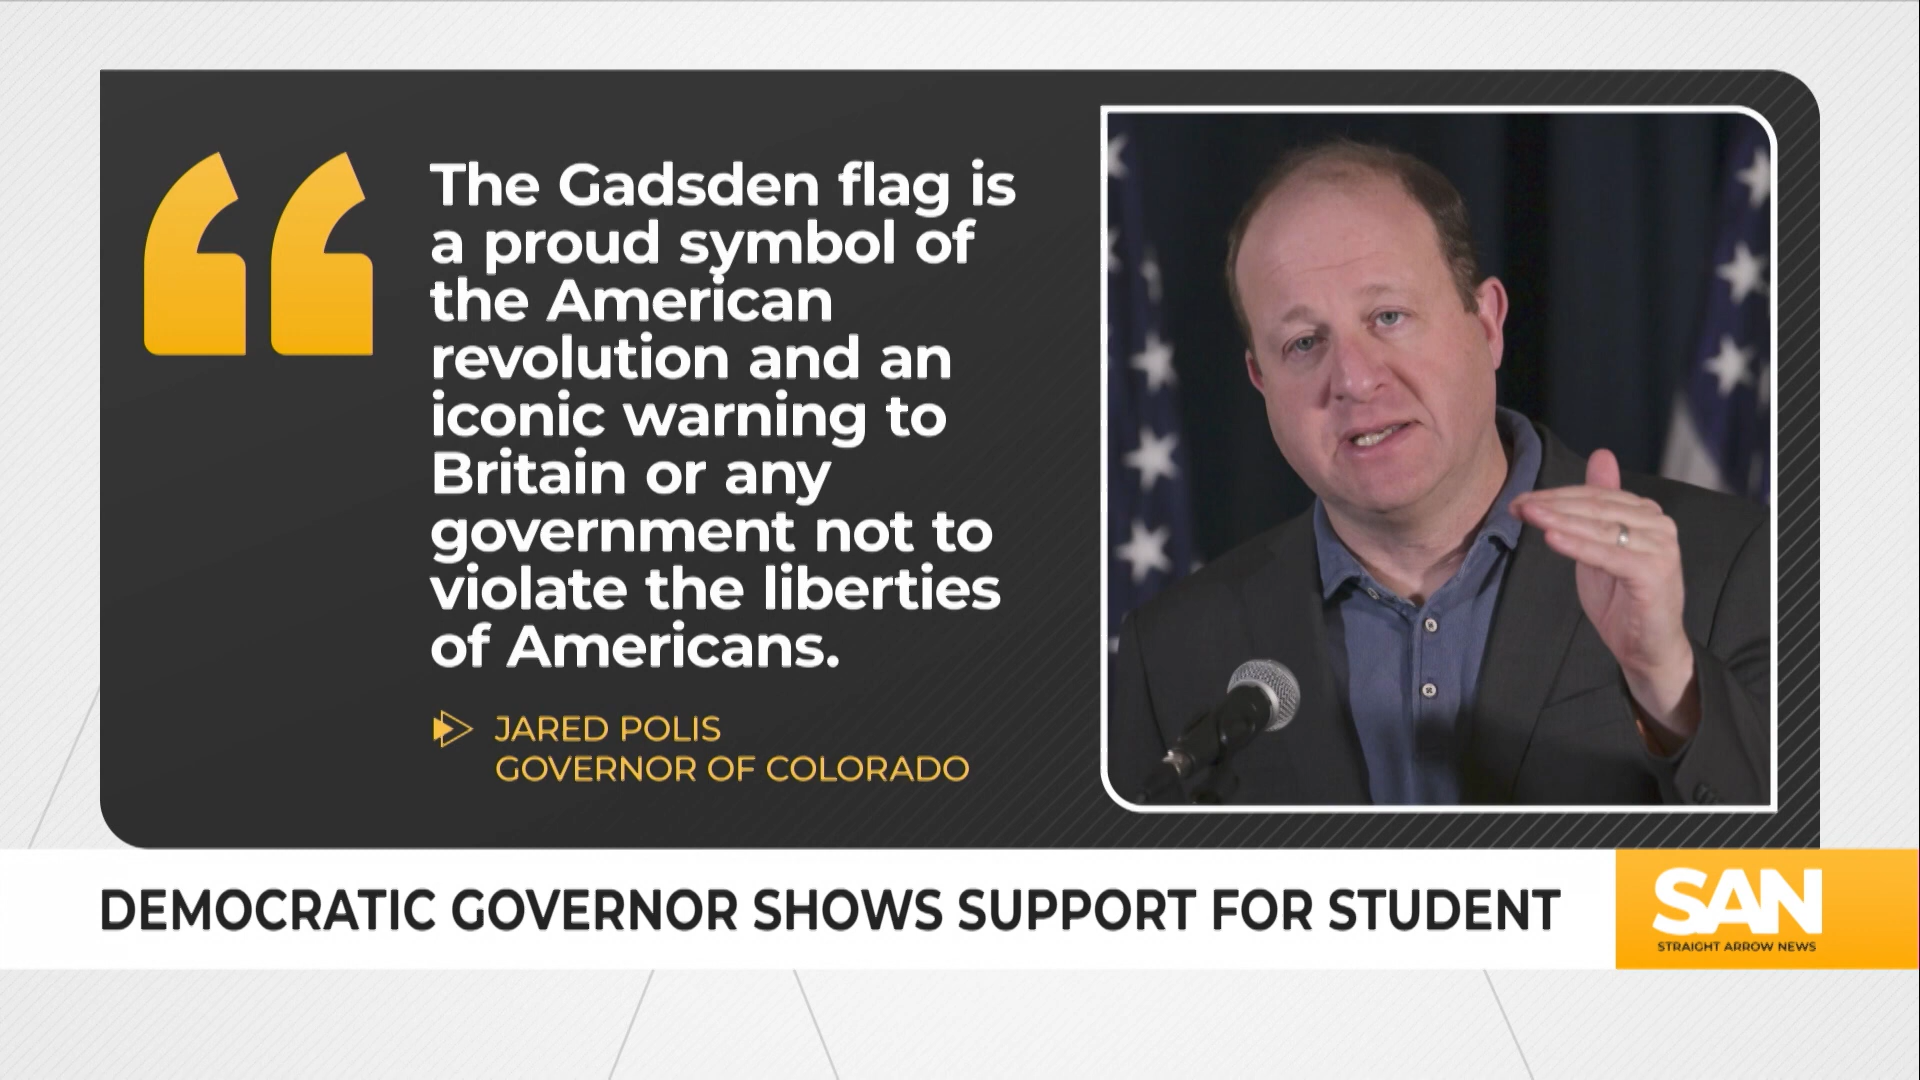 The Gadsden flag is
a proud symbol of
the American
revolution and an
iconic warning to
Britain or any
government not to
violate the liberties
of Americans.
JARED POLIS
GOVERNOR OF COLORADO
DEMOCRATIC GOVERNOR SHOWS SUPPORT FOR STUDENT
SAN
STRAIGHT ARROW NEWS